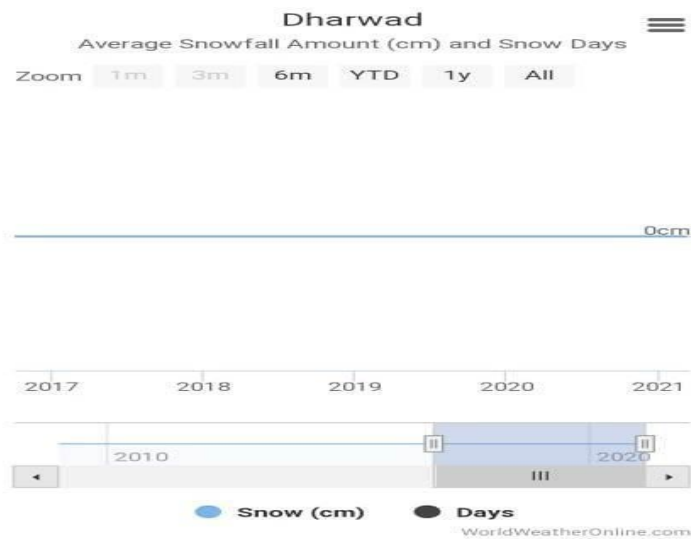 Dharwad
Average Snowfall Amount (cm) and Snow Days
Zoom 1m 3m 6m YTD 1y All
0cm
2017 2018 2019 2020 2021
2010 2020
Snow (cm) Days
WorldWeatherOnline.com